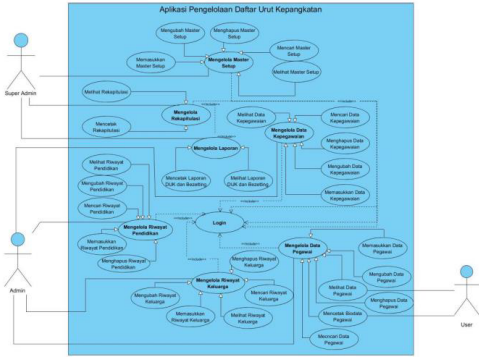 Aplikasi Pengelolaan Daftar Urut Kepangkatan
Mengubah Master
Setup
Menghapus Master
Setup
Mencari Master
Setup
Memasukkan
Master Setup
Mengelola Master
Setup
Melihat Master
Setup
Super Admin
Melihat Rekapitulasi
Mencetak
Rekapitulasi
Mengelola
Rekapitulasi
Melihat Data
Kepegawaian
Mencari Data
Kepegawaian
Mengelola Data
Kepegawaian
Menghapus Data
Kepegawaian
Mengelola Laporan
Mengubah Data
Kepegawaian
Mencetak Laporan
DUK dan Bezetting
Melihat Laporan
DUK dan Bezetting
Memasukkan Data
Kepegawaian
Melihat Riwayat
Pendidikan
Mengubah Riwayat
Pendidikan
Mencari Riwayat
Pendidikan
Mengelola Riwayat
Pendidikan
Memasukkan
Riwayat Pendidikan
Menghapus Riwayat
Pendidikan
Login
Admin
Mengelola Data
Pegawai
Memasukkan Data
Pegawai
Mengubah Data
Pegawai
Menghapus Data
Pegawai
Mencetak Biodata
Pegawai
Mencari Data
Pegawai
Menghapus Riwayat
Keluarga
Mengelola Riwayat
Keluarga
Mengubah Riwayat
Keluarga
Mencari Riwayat
Keluarga
Memasukkan
Riwayat Keluarga
Melihat Riwayat
Keluarga
User